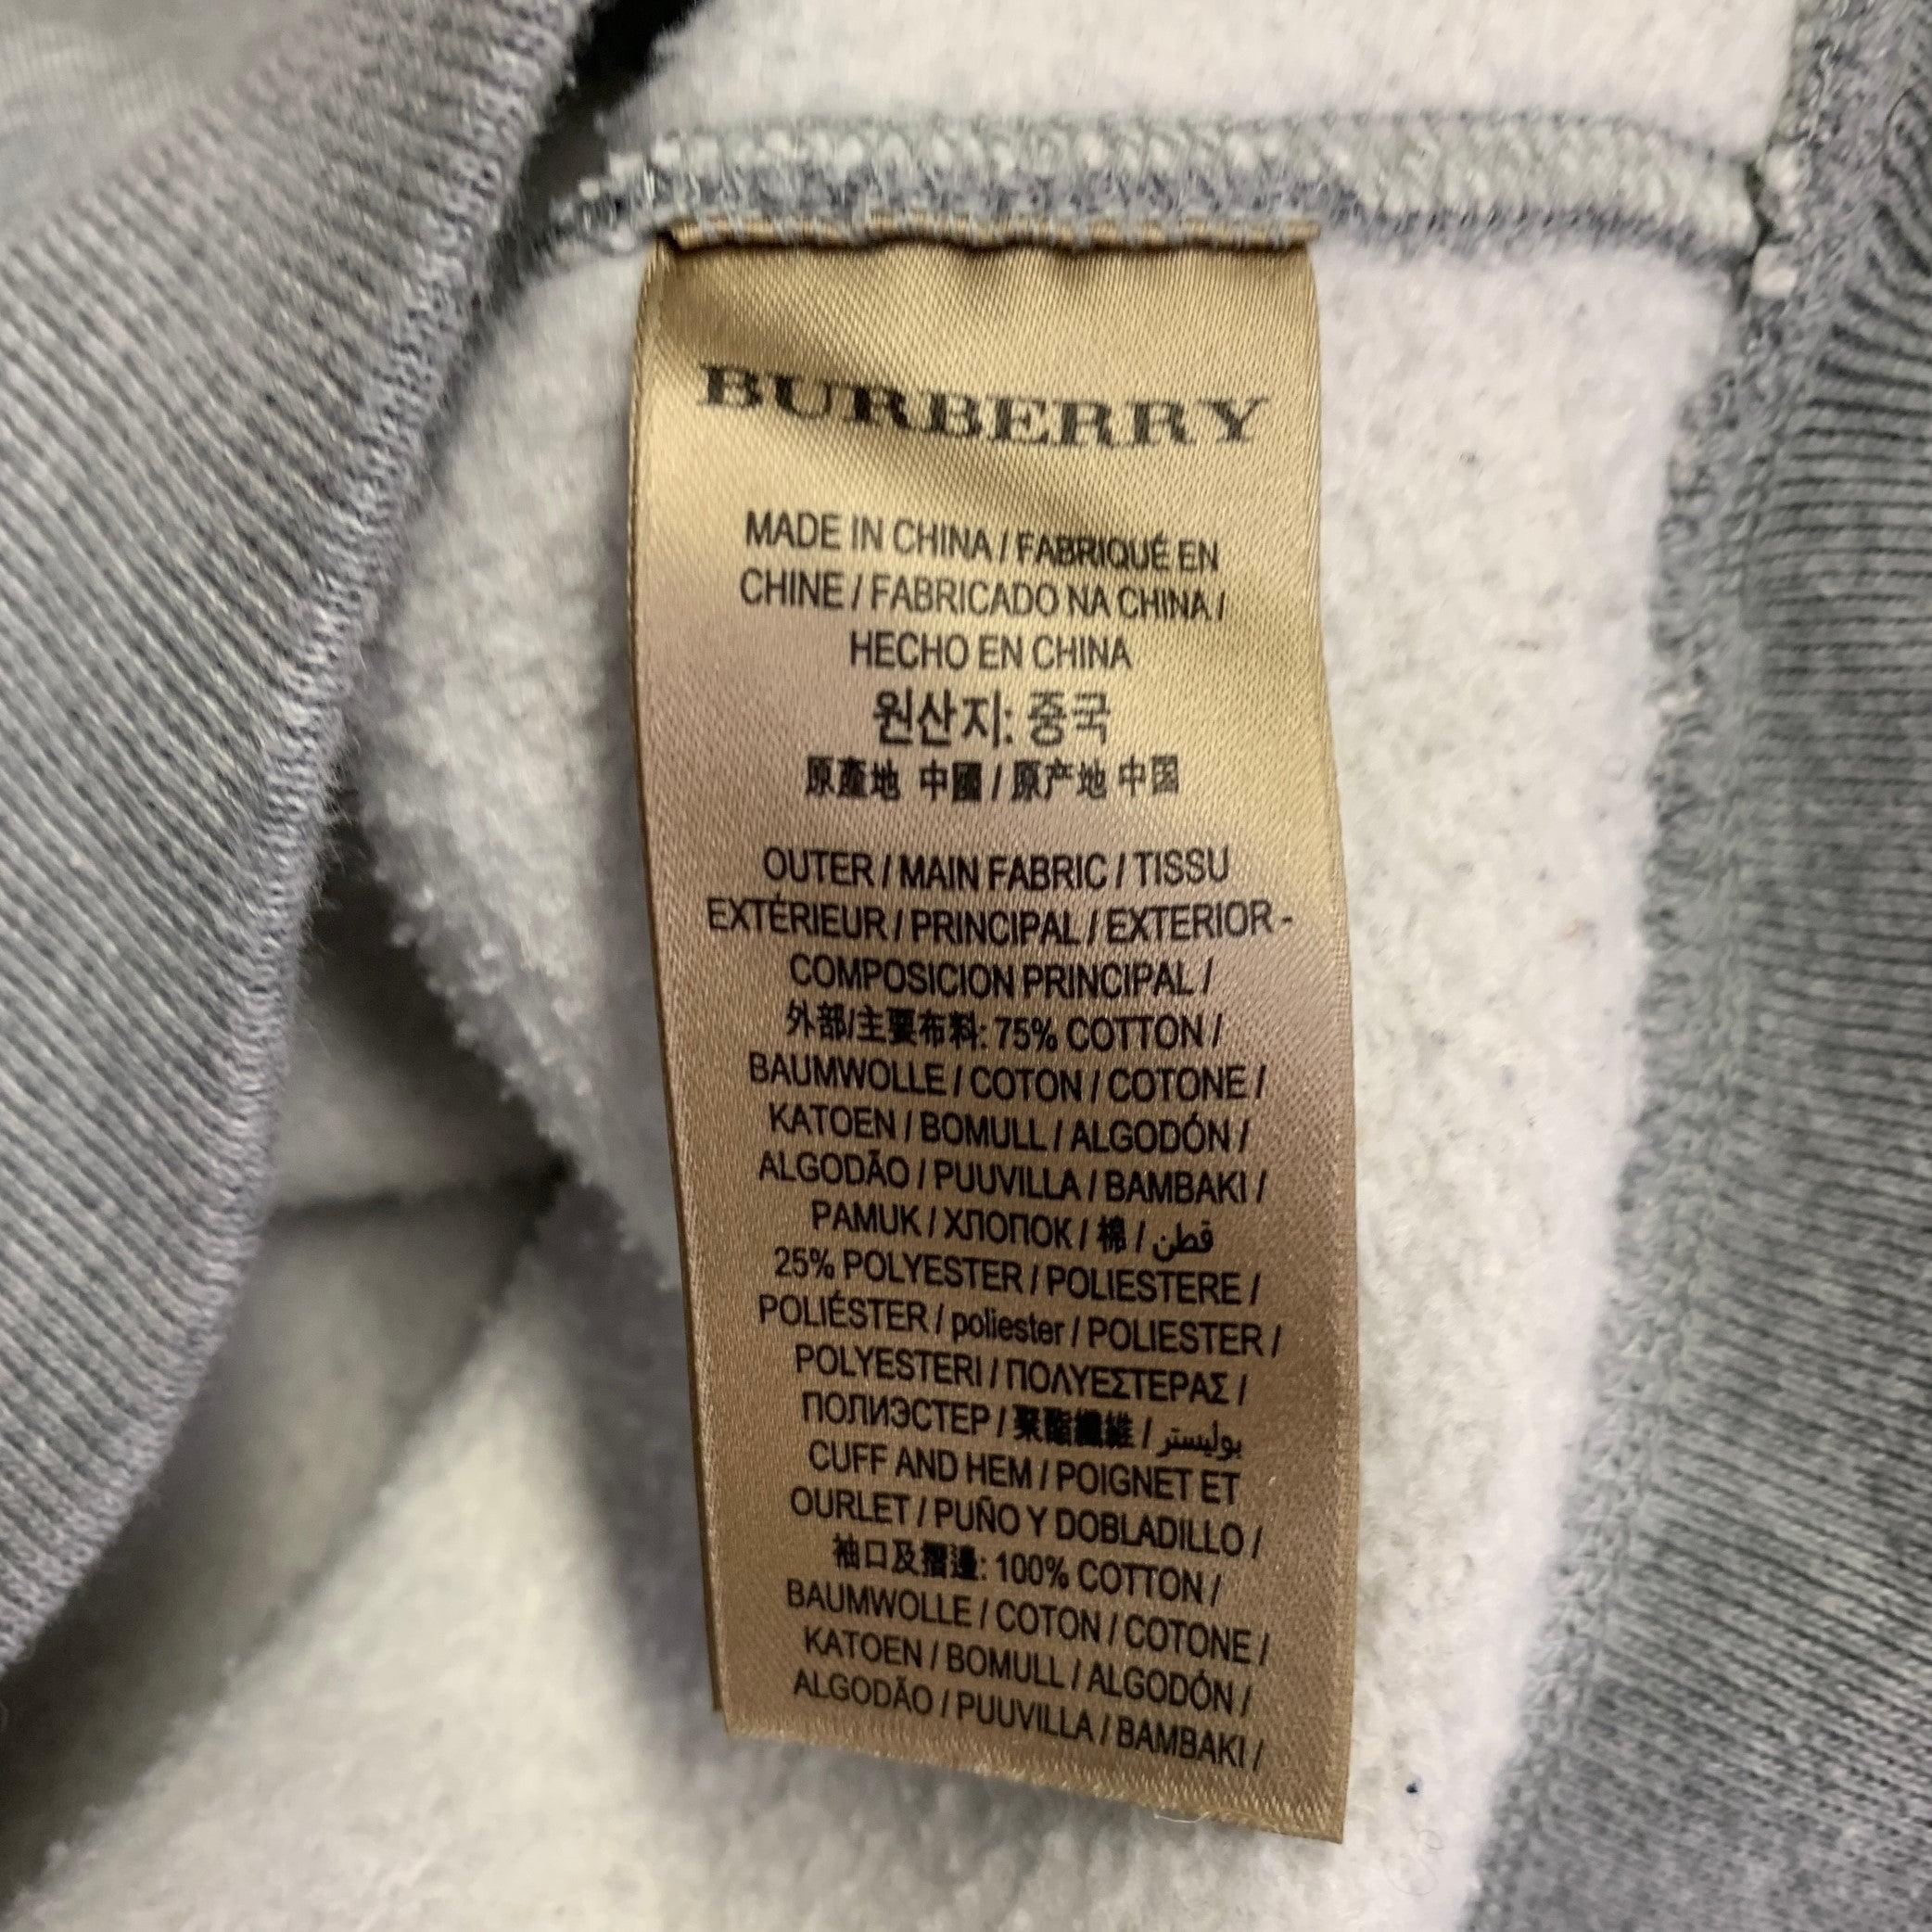 BURBERRY
MADE IN CHINA / FABRIQUÉ EN
CHINE / FABRICADO NA CHINA /
HECHO EN CHINA
원산지: 중국
原產地 中國 / 原产地 中国
OUTER / MAIN FABRIC / TISSU
EXTÉRIEUR / PRINCIPAL / EXTERIOR -
COMPOSICION PRINCIPAL /
外部/主要布料: 75% COTTON /
BAUMWOLLE / COTON / COTONE /
KATOEN / BOMULL / ALGODÓN /
ALGODÃO / PUUVILLA / BAMBAKI /
PAMUK / ХЛОПОК / 棉 / قطن
25% POLYESTER / POLIESTERE /
POLIÉSTER / poliester / POLIESTER /
POLYESTERI / ΠΟΛΥΕΣΤΕΡΑΣ /
ПОЛИЭСТЕР / 聚酯纖維 / بوليستر
CUFF AND HEM / POIGNET ET
OURLET / PUÑO Y DOBLADILLO /
袖口及摺邊: 100% COTTON /
BAUMWOLLE / COTON / COTONE /
KATOEN / BOMULL / ALGODÓN /
ALGODÃO / PUUVILLA / BAMBAKI /